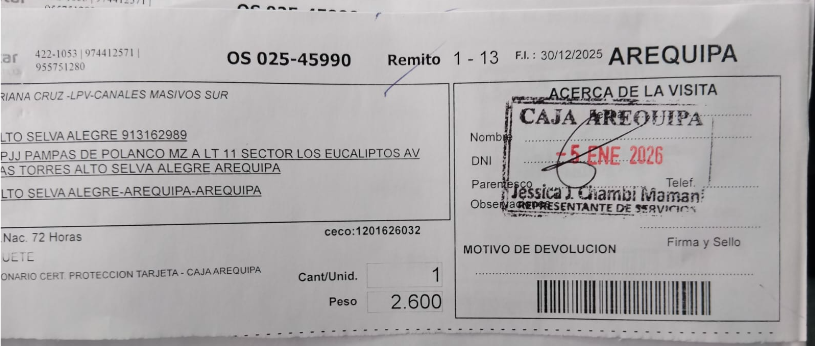 422-1053 | 974412571 |
955751280
OS 025-45990
Remito 1 - 13 F.I.: 30/12/2025 AREQUIPA
RIANA CRUZ -LPV-CANALES MASIVOS SUR
LTO SELVA ALEGRE 913162989
PJJ PAMPAS DE POLANCO MZ A LT 11 SECTOR LOS EUCALIPTOS AV
AS TORRES ALTO SELVA ALEGRE AREQUIPA
LTO SELVA ALEGRE-AREQUIPA-AREQUIPA
.Nac. 72 Horas
ceco:1201626032
UETE
ONARIO CERT. PROTECCION TARJETA - CAJA AREQUIPA
Cant/Unid. 1
Peso 2.600
ACERCA DE LA VISITA
CAJA AREQUIPA
Nombre
DNI
-5 ENE 2026
Parentesco
Telef.
Jessica J. Chambi Mamani
REPRESENTANTE DE SERVICIOS
MOTIVO DE DEVOLUCION
Firma y Sello